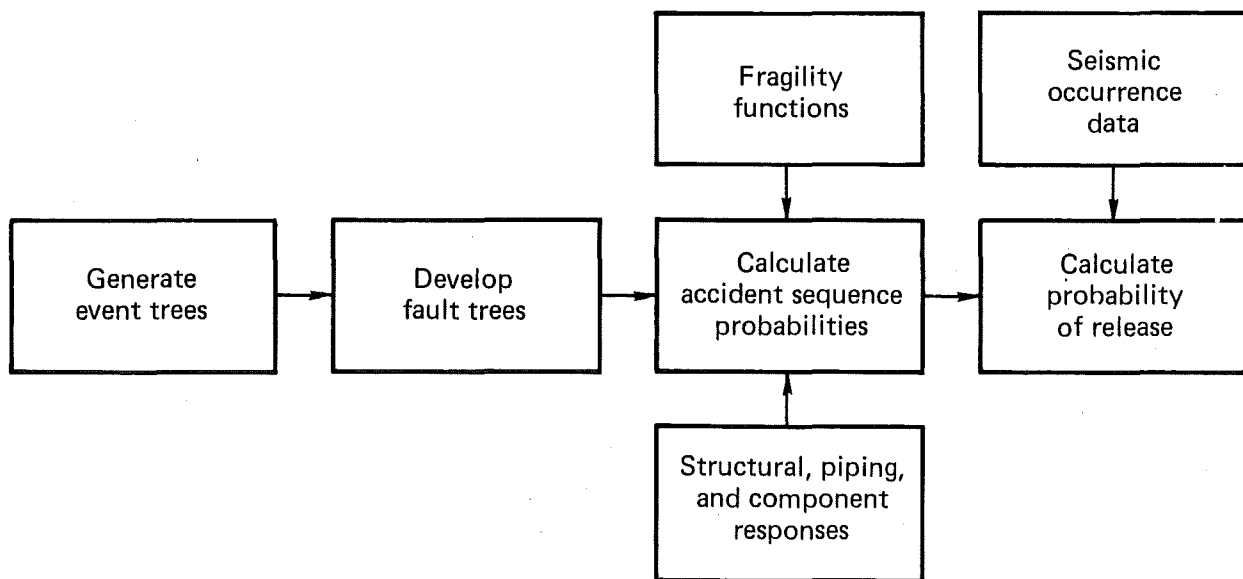 Fragility
functions
Seismic
occurrence
data
Generate
event trees
Develop
fault trees
Calculate
accident sequence
probabilities
Calculate
probability
of release
Structural, piping,
and component
responses